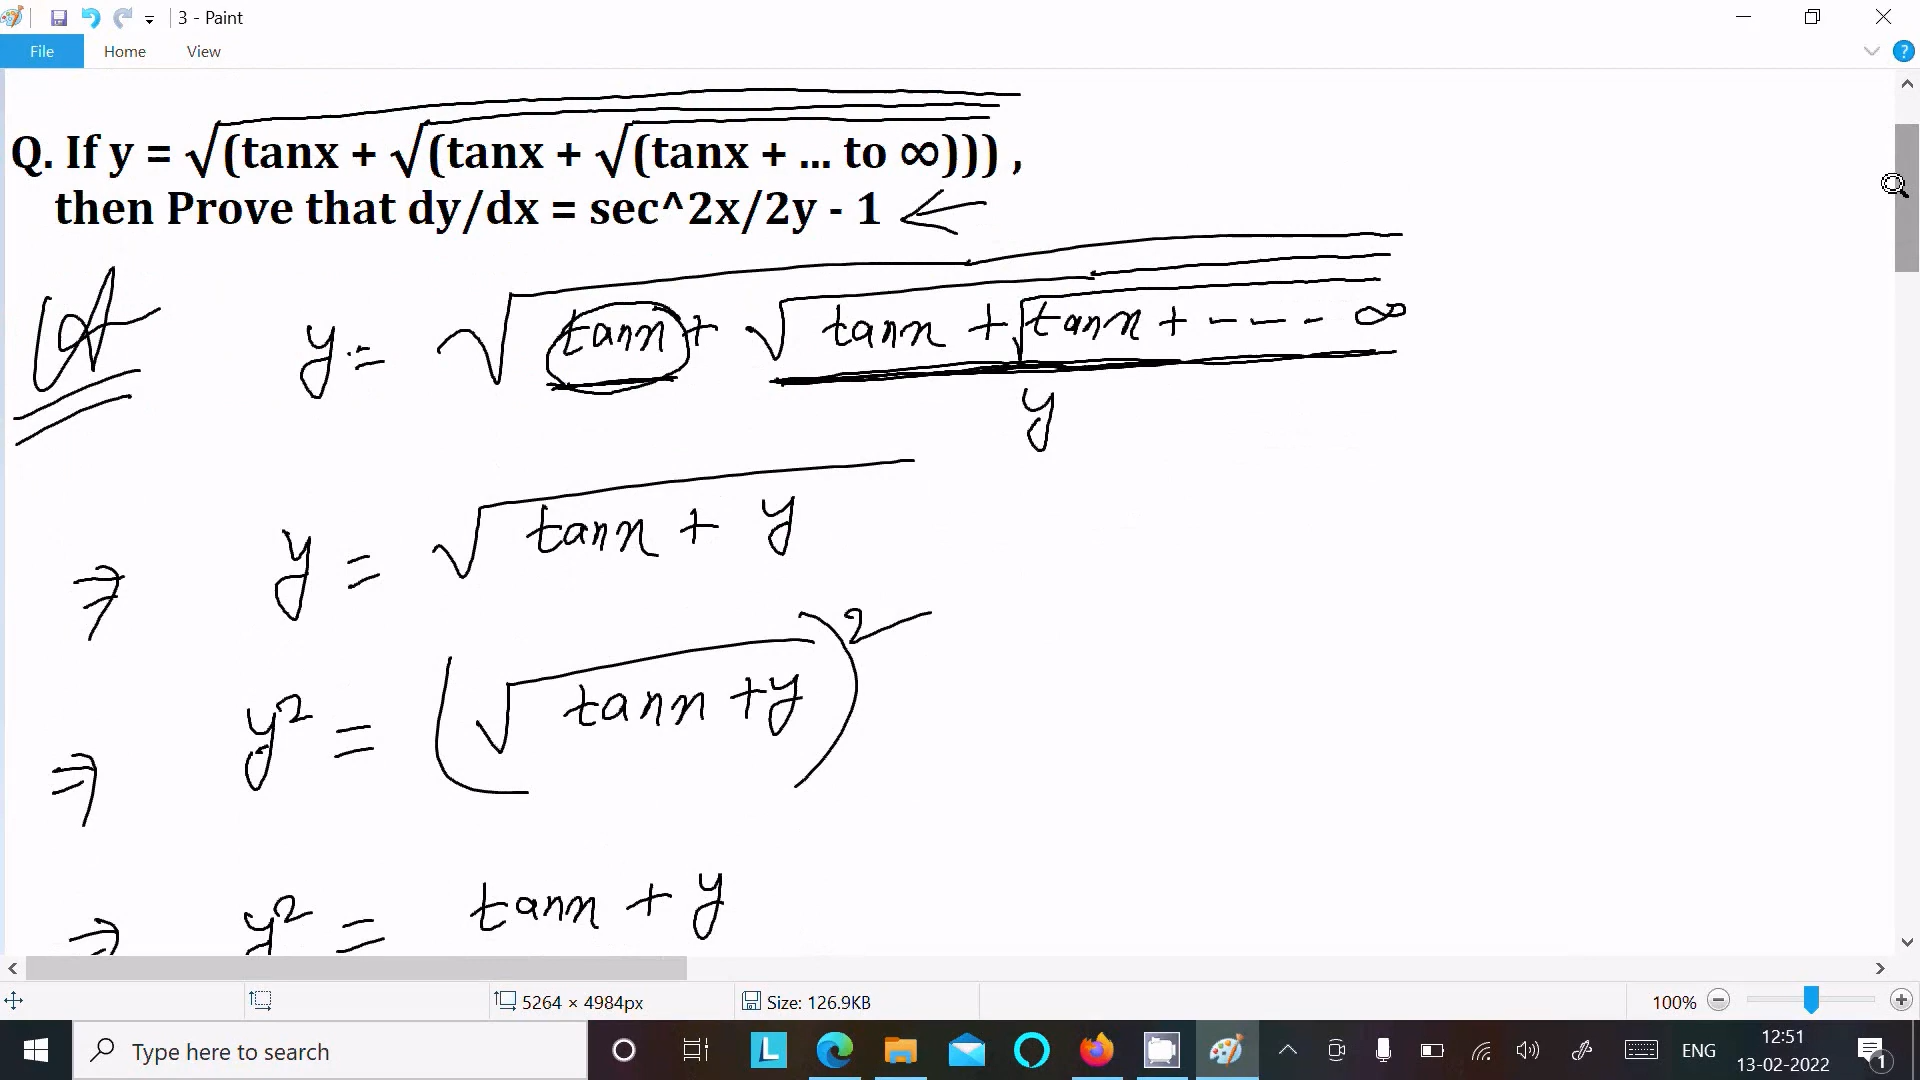 3 - Paint
File Home View
Q. If y = √(tanx + √(tanx + √(tanx + ... to ∞))) ,
then Prove that dy/dx = sec^2x/2y - 1 ←
y = √tanx + √tanx + √tanx + ---- ∞
y
⇒ y = √tanx + y
⇒ y² = (√tanx + y)²
⇒ y² = tanx + y
5264 × 4984px Size: 126.9KB 100%
Type here to search ENG 12:51
13-02-2022 1